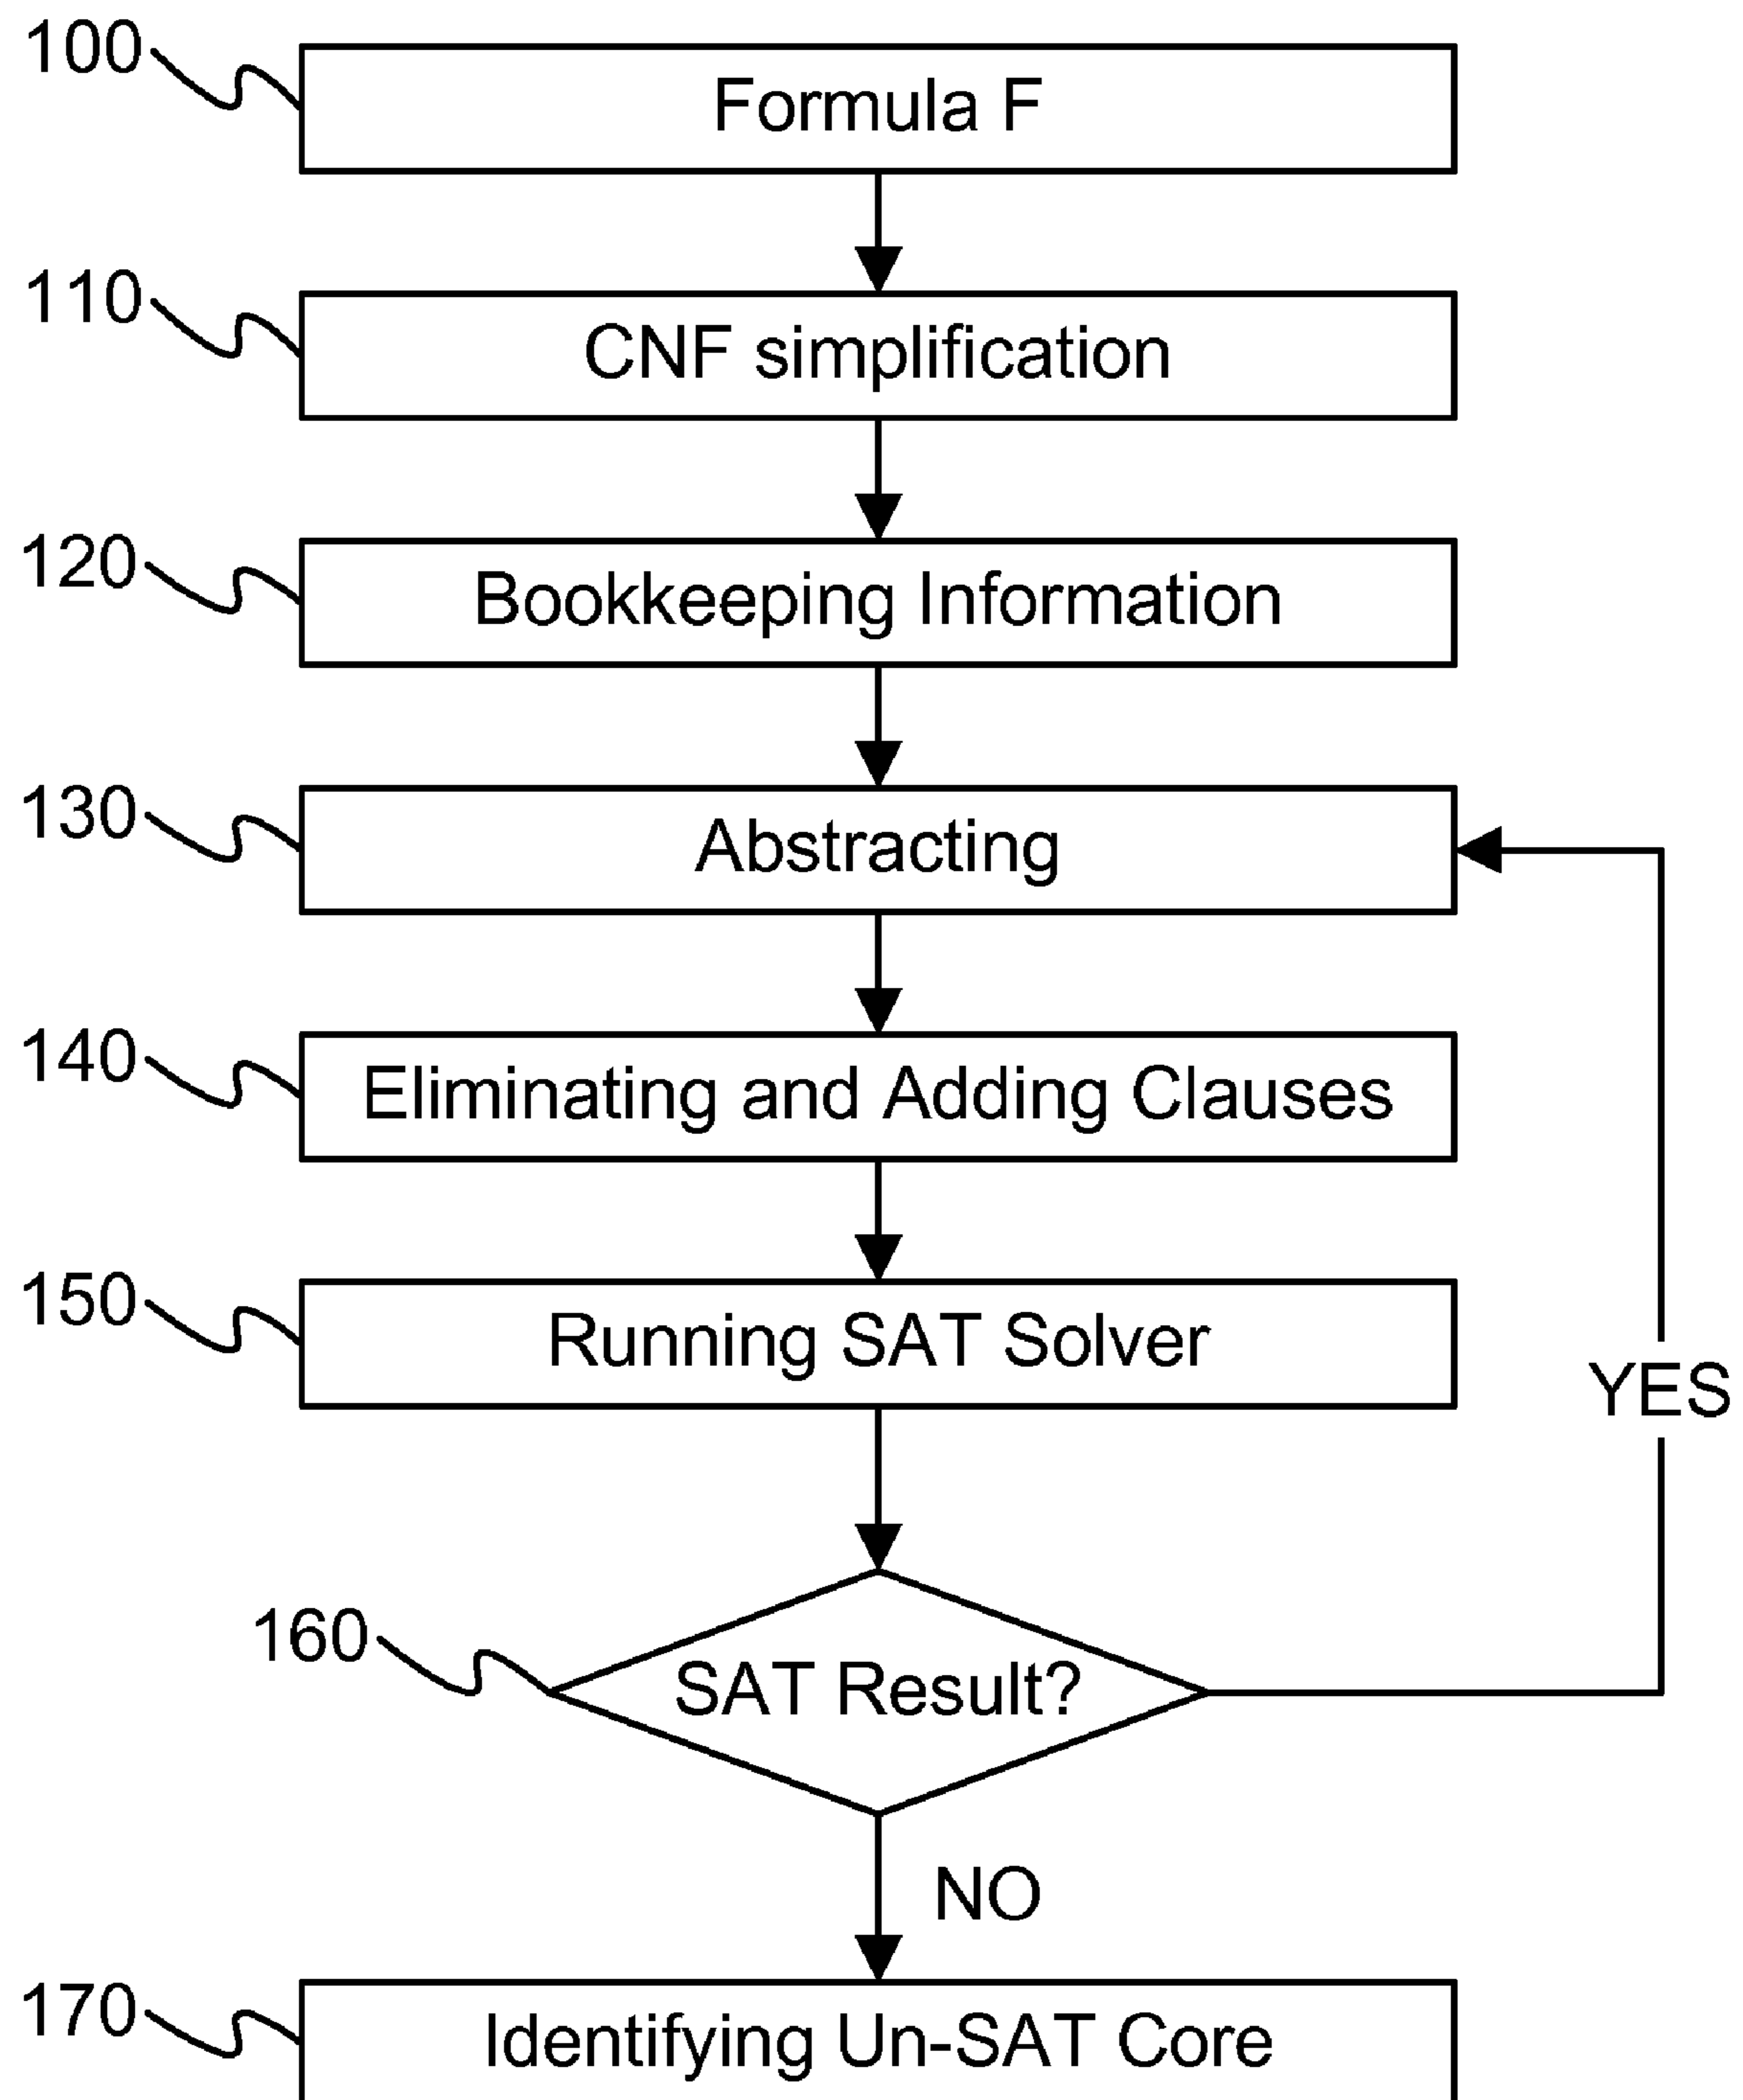 100
Formula F
110
CNF simplification
120
Bookkeeping Information
130
Abstracting
140
Eliminating and Adding Clauses
150
Running SAT Solver
YES
160
SAT Result?
NO
170
Identifying Un-SAT Core